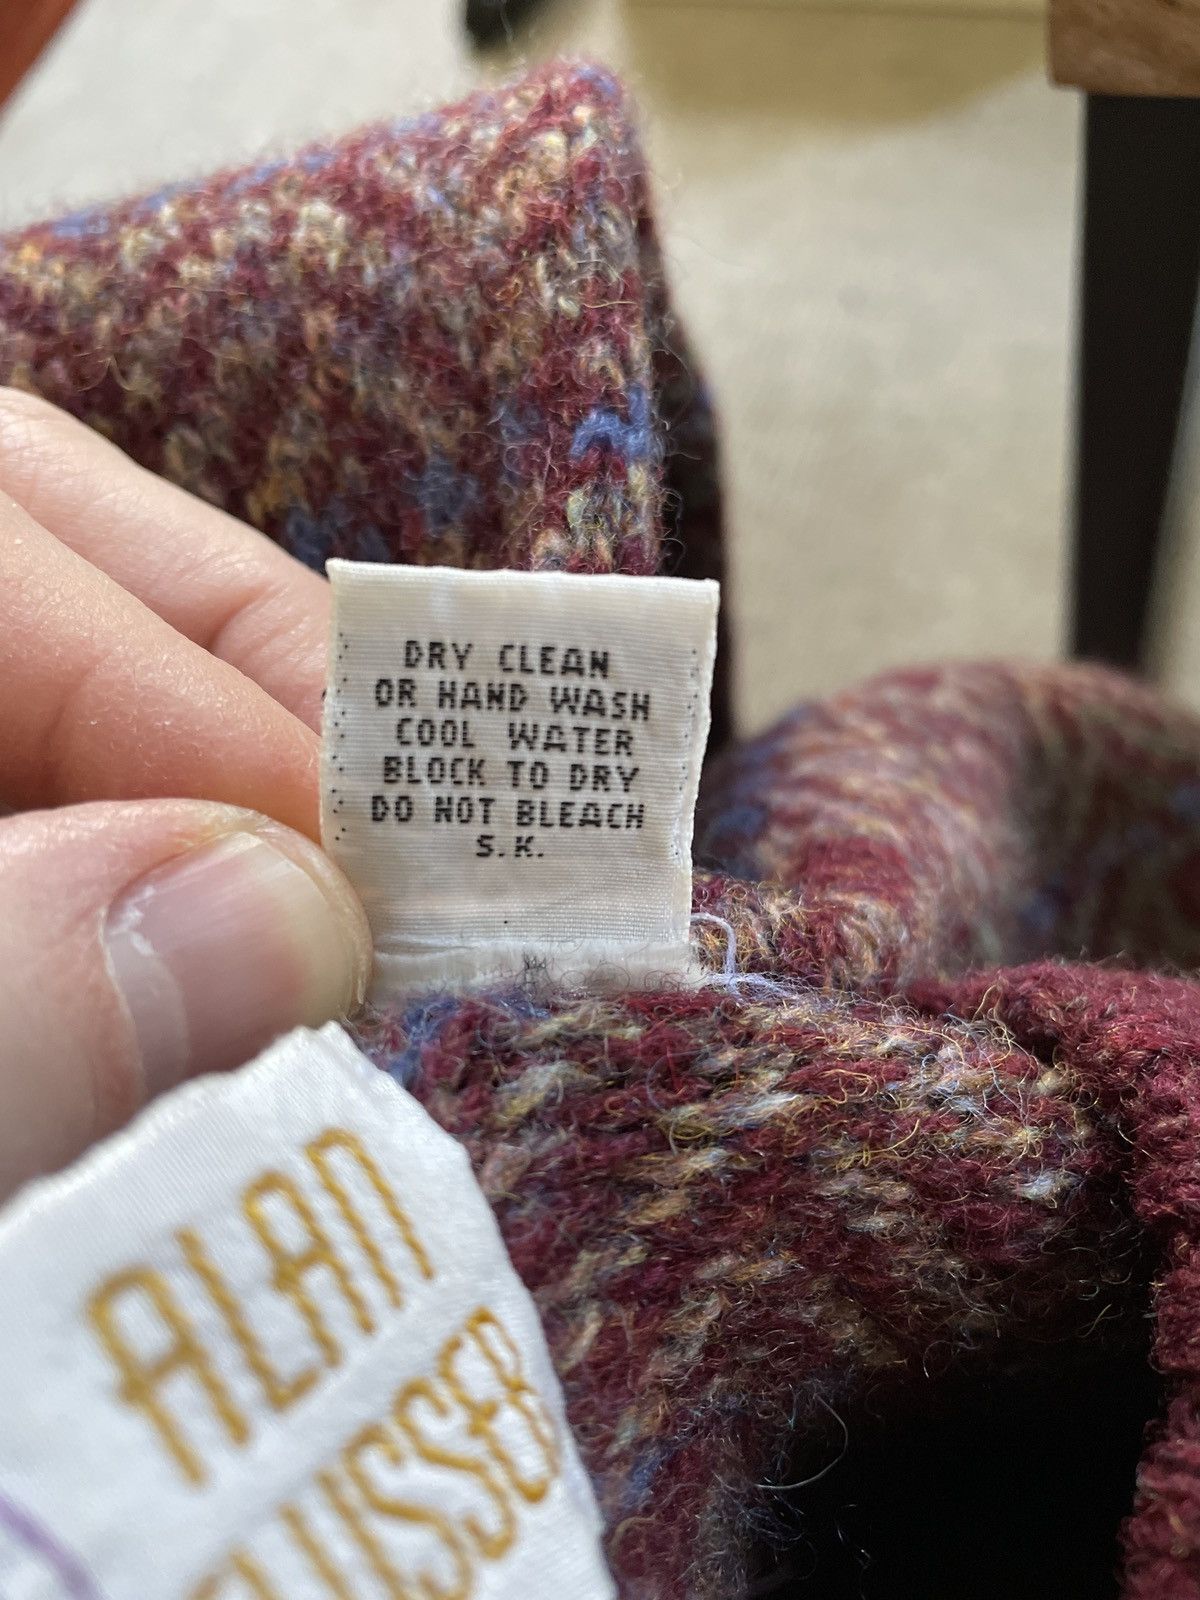 DRY CLEAN
OR HAND WASH
COOL WATER
BLOCK TO DRY
DO NOT BLEACH
S.K.
ALAN